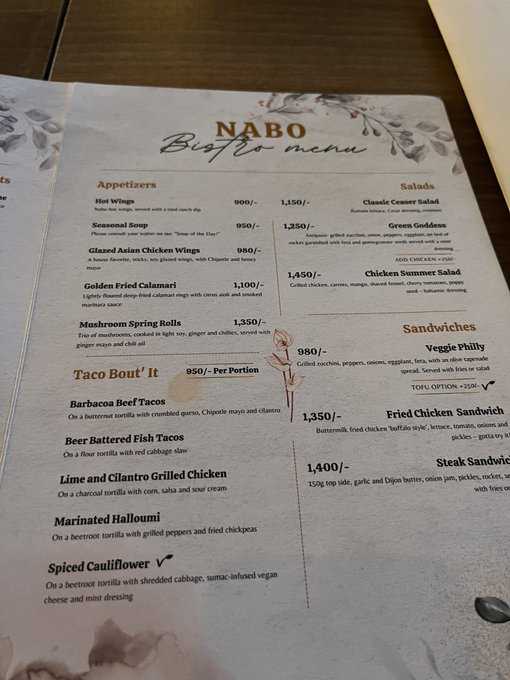 ts
ne
NABO
Bistro menu
Appetizers
Hot Wings 900/-
Nabo hot wings, served with a cool ranch dip.
Seasonal Soup 950/-
Please consult your waiter on our "Soup of the Day!"
Glazed Asian Chicken Wings 980/-
A house favorite, sticky, soy glazed wings, with Chipotle and honey
mayo
Golden Fried Calamari 1,100/-
Lightly floured deep-fried calamari rings with citrus aioli and smoked
marinara sauce
Mushroom Spring Rolls 1,350/-
Trio of mushrooms, cooked in light soy, ginger and chillies, served with
ginger mayo and chili oil
Taco Bout' It 950/- Per Portion
Barbacoa Beef Tacos
On a butternut tortilla with crumbled queso, Chipotle mayo and cilantro
Beer Battered Fish Tacos
On a flour tortilla with red cabbage slaw
Lime and Cilantro Grilled Chicken
On a charcoal tortilla with corn, salsa and sour cream
Marinated Halloumi
On a beetroot tortilla with grilled peppers and fried chickpeas
Spiced Cauliflower
On a beetroot tortilla with shredded cabbage, sumac-infused vegan
cheese and mint dressing
Salads
1,150/- Classic Ceaser Salad
Romain lettuce, Cesar dressing, croutons
1,250/- Green Goddess
Antipasti- grilled zucchini, onion, peppers, eggplant, on bed of
rocket garnished with feta and pomegranate seeds served with a mint
dressing
ADD CHICKEN +250/-
1,450/- Chicken Summer Salad
Grilled chicken, carrots, mango, shaved fennel, cherry tomatoes, poppy
seed - balsamic dressing
Sandwiches
980/- Veggie Philly
Grilled zucchini, peppers, onions, eggplant, feta, with an olive tapenade
spread. Served with fries or salad
TOFU OPTION +250/-
1,350/- Fried Chicken Sandwich
Buttermilk fried chicken 'buffalo style', lettuce, tomato, onions and
pickles – gotta try it!
1,400/- Steak Sandwic
150g top side, garlic and Dijon butter, onion jam, pickles, rocket, se
with fries o